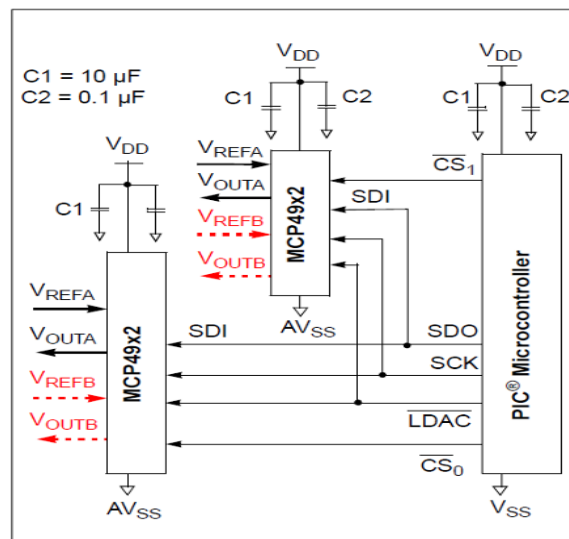 C1 = 10 µF
C2 = 0.1 µF
VDD
C1
C2
VDD
C1
C2
VDD
C1
VREFA
VOUTA
VREFB
VOUTB
MCP49x2
AVSS
CS1
SDI
VREFA
VOUTA
VREFB
VOUTB
MCP49x2
AVSS
SDI
SDO
SCK
LDAC
CS0
PIC® Microcontroller
VSS